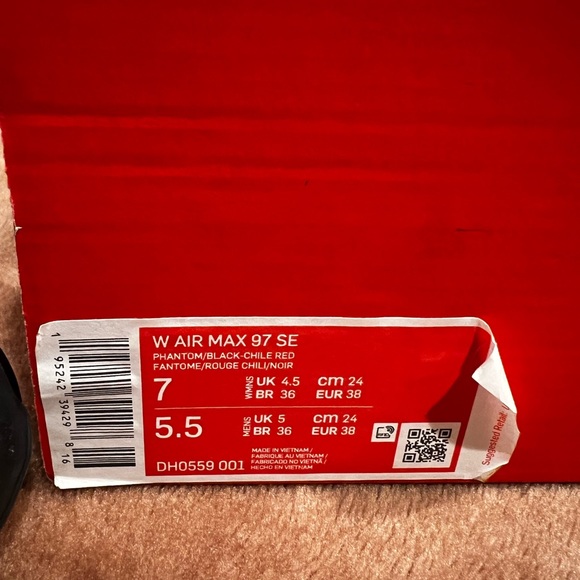 W AIR MAX 97 SE
PHANTOM/BLACK-CHILE RED
FANTOME/ROUGE CHILI/NOIR
7 WMNS UK 4.5 cm 24
BR 36 EUR 38
5.5 MENS UK 5 cm 24
BR 36 EUR 38
MADE IN VIETNAM /
FABRIQUE AU VIETNAM /
FABRICADO NO VIETNÃ /
HECHO EN VIETNAM
DH0559 001
1 95242 39429 8 16
Suggested Retail